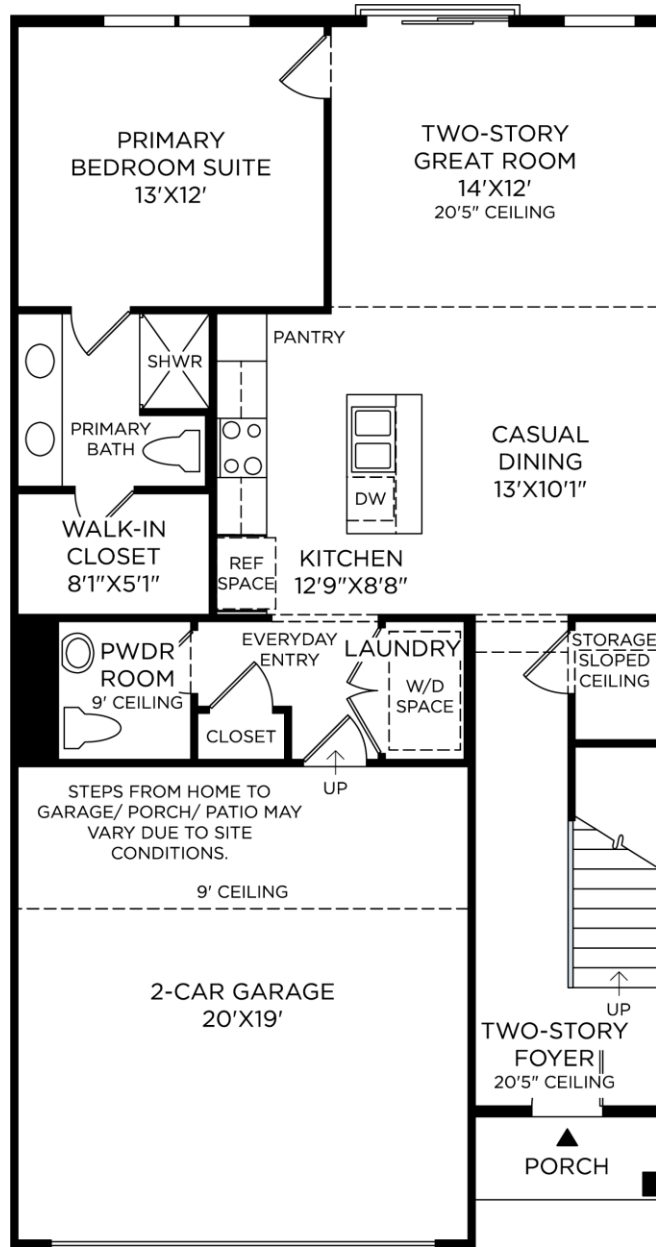 PRIMARY
BEDROOM SUITE
13'X12'
TWO-STORY
GREAT ROOM
14'X12'
20'5" CEILING
SHWR
PANTRY
PRIMARY
BATH
CASUAL
DINING
13'X10'1"
DW
WALK-IN
CLOSET
8'1"X5'1"
REF
SPACE
KITCHEN
12'9"X8'8"
PWDR
ROOM
9' CEILING
EVERYDAY
ENTRY
CLOSET
LAUNDRY
W/D
SPACE
STORAGE
SLOPED
CEILING
UP
STEPS FROM HOME TO
GARAGE/ PORCH/ PATIO MAY
VARY DUE TO SITE
CONDITIONS.
9' CEILING
2-CAR GARAGE
20'X19'
UP
TWO-STORY
FOYER
20'5" CEILING
PORCH